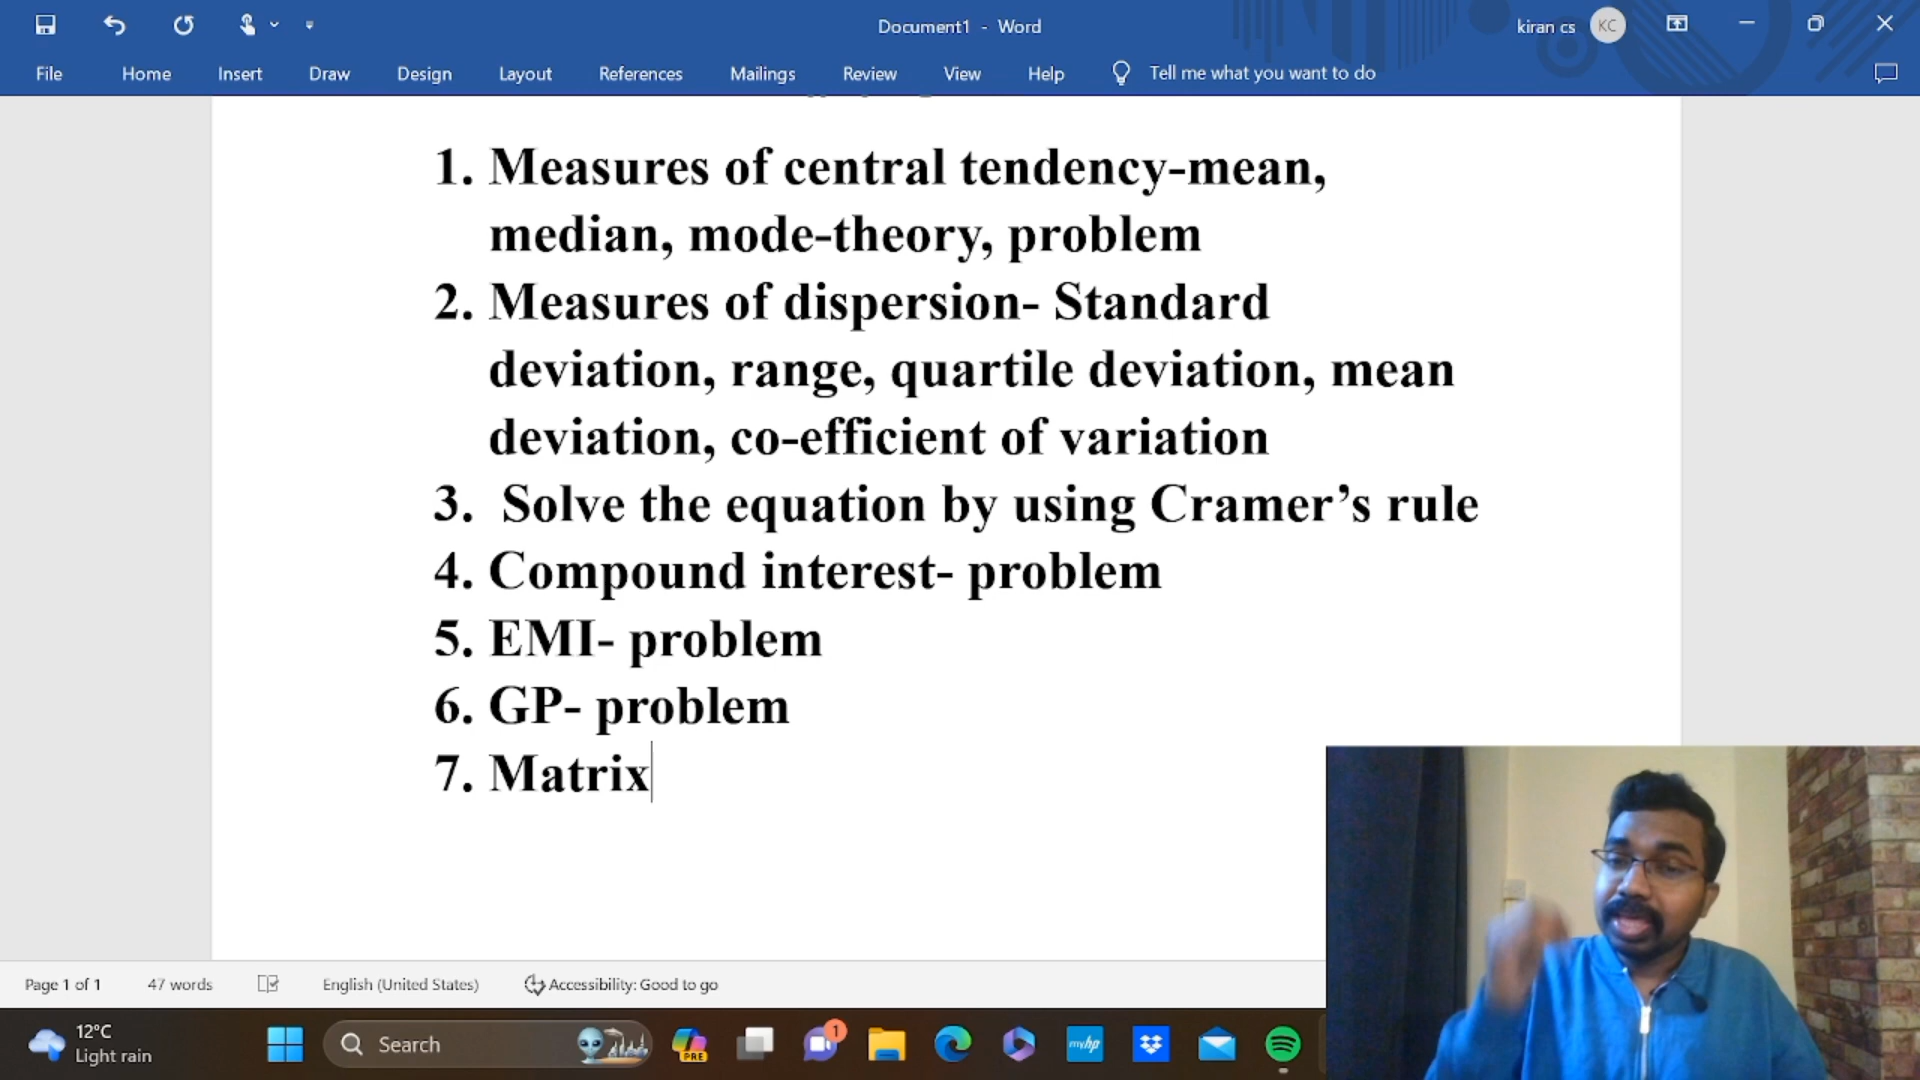 Document1 - Word
kiran cs
KC
File Home Insert Draw Design Layout References Mailings Review View Help Tell me what you want to do
1. Measures of central tendency-mean,
median, mode-theory, problem
2. Measures of dispersion- Standard
deviation, range, quartile deviation, mean
deviation, co-efficient of variation
3. Solve the equation by using Cramer’s rule
4. Compound interest- problem
5. EMI- problem
6. GP- problem
7. Matrix
Page 1 of 1 47 words English (United States) Accessibility: Good to go
12°C
Light rain
Search
PRE
1
myhp